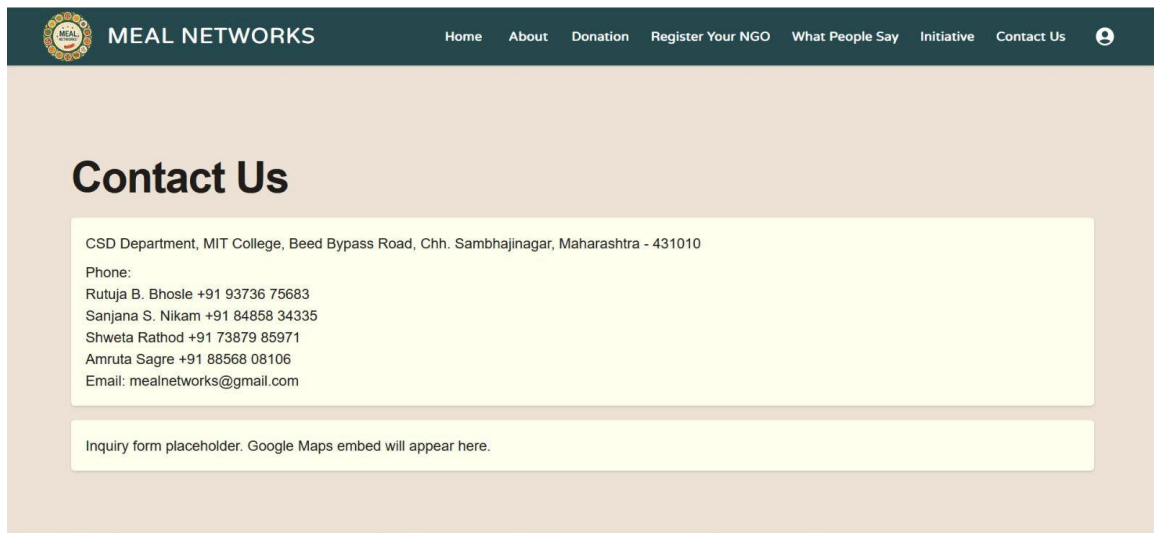 MEAL NETWORKS
MEAL NETWORKS
Home About Donation Register Your NGO What People Say Initiative Contact Us
Contact Us
CSD Department, MIT College, Beed Bypass Road, Chh. Sambhajinagar, Maharashtra - 431010
Phone:
Rutuja B. Bhosle +91 93736 75683
Sanjana S. Nikam +91 84858 34335
Shweta Rathod +91 73879 85971
Amruta Sagre +91 88568 08106
Email: mealnetworks@gmail.com
Inquiry form placeholder. Google Maps embed will appear here.